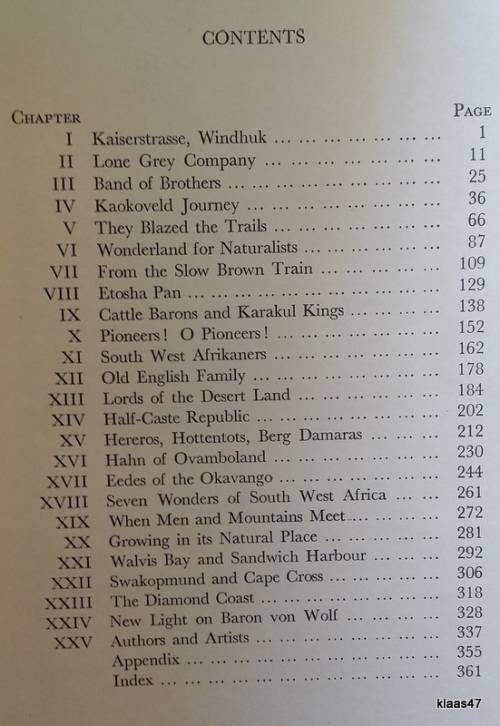 CONTENTS
CHAPTER PAGE
I Kaiserstrasse, Windhuk ... ... ... ... ... ... ... 1
II Lone Grey Company ... ... ... ... ... ... ... 11
III Band of Brothers ... ... ... ... ... ... ... ... 25
IV Kaokoveld Journey ... ... ... ... ... ... ... ... 36
V They Blazed the Trails ... ... ... ... ... ... ... 66
VI Wonderland for Naturalists ... ... ... ... ... ... 87
VII From the Slow Brown Train ... ... ... ... ... 109
VIII Etosha Pan ... ... ... ... ... ... ... ... ... ... 129
IX Cattle Barons and Karakul Kings ... ... ... ... 138
X Pioneers! O Pioneers! ... ... ... ... ... ... ... 152
XI South West Afrikaners ... ... ... ... ... ... ... 162
XII Old English Family ... ... ... ... ... ... ... 178
XIII Lords of the Desert Land ... ... ... ... ... ... 184
XIV Half-Caste Republic ... ... ... ... ... ... ... 202
XV Hereros, Hottentots, Berg Damaras ... ... ... 212
XVI Hahn of Ovamboland ... ... ... ... ... ... ... 230
XVII Eedes of the Okavango ... ... ... ... ... ... ... 244
XVIII Seven Wonders of South West Africa ... ... 261
XIX When Men and Mountains Meet ... ... ... ... 272
XX Growing in its Natural Place ... ... ... ... ... 281
XXI Walvis Bay and Sandwich Harbour ... ... ... 292
XXII Swakopmund and Cape Cross ... ... ... ... ... 306
XXIII The Diamond Coast ... ... ... ... ... ... ... 318
XXIV New Light on Baron von Wolf ... ... ... ... 328
XXV Authors and Artists ... ... ... ... ... ... ... 337
Appendix ... ... ... ... ... ... ... ... ... ... 355
Index ... ... ... ... ... ... ... ... ... ... ... 361
klaas47